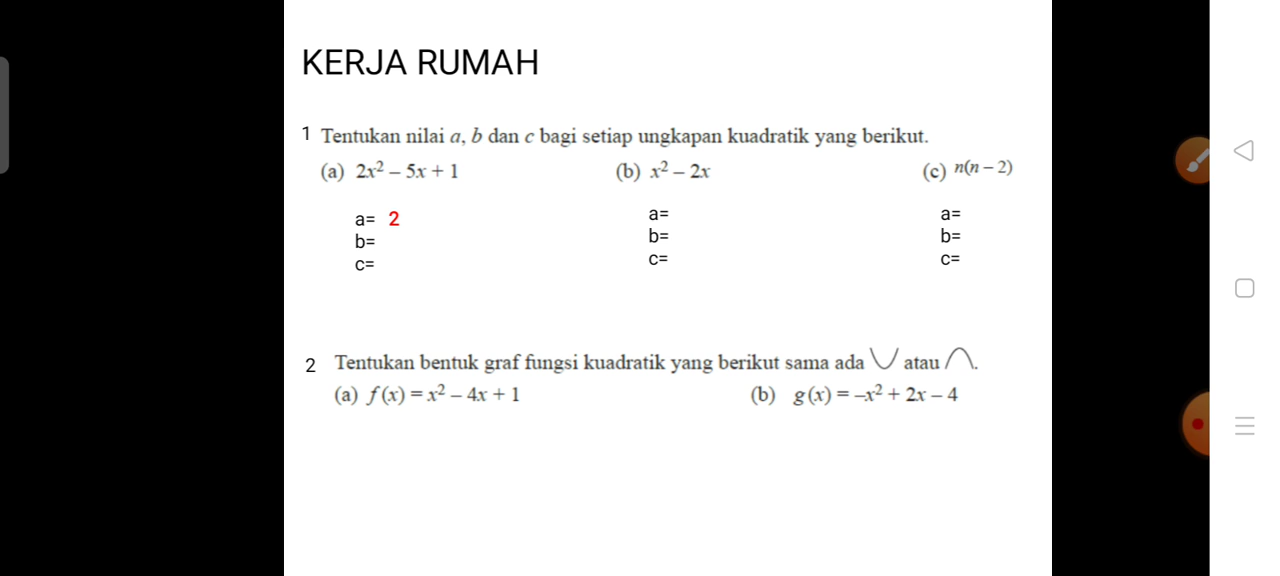 KERJA RUMAH
1 Tentukan nilai a, b dan c bagi setiap ungkapan kuadratik yang berikut.
(a) 2x² – 5x + 1 (b) x² – 2x (c) n(n – 2)
a= 2 a= a=
b= b= b=
c= c= c=
2 Tentukan bentuk graf fungsi kuadratik yang berikut sama ada atau .
(a) f(x) = x² – 4x + 1 (b) g(x) = –x² + 2x – 4